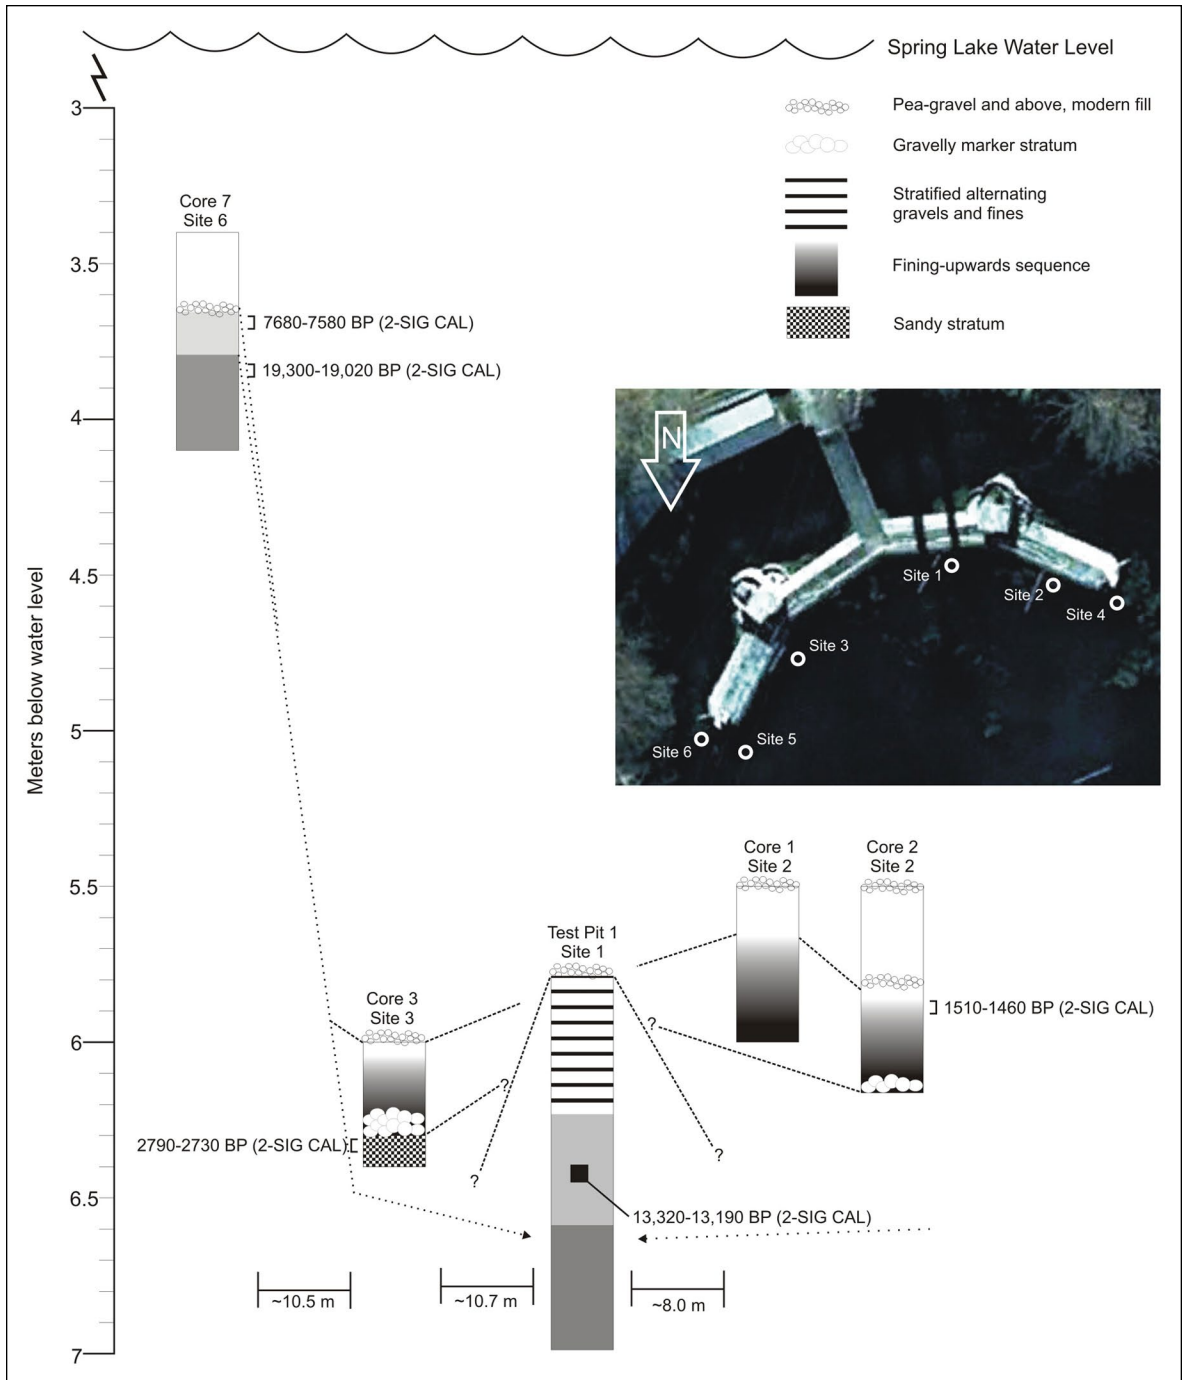 Spring Lake Water Level
Pea-gravel and above, modern fill
Gravelly marker stratum
Stratified alternating
gravels and fines
Fining-upwards sequence
Sandy stratum
Meters below water level
3
3.5
4
4.5
5
5.5
6
6.5
7
Core 7
Site 6
7680-7580 BP (2-SIG CAL)
19,300-19,020 BP (2-SIG CAL)
N
Site 1
Site 2
Site 4
Site 3
Site 6
Site 5
Core 1
Site 2
Core 2
Site 2
Test Pit 1
Site 1
Core 3
Site 3
1510-1460 BP (2-SIG CAL)
?
?
2790-2730 BP (2-SIG CAL)
?
?
13,320-13,190 BP (2-SIG CAL)
~10.5 m
~10.7 m
~8.0 m